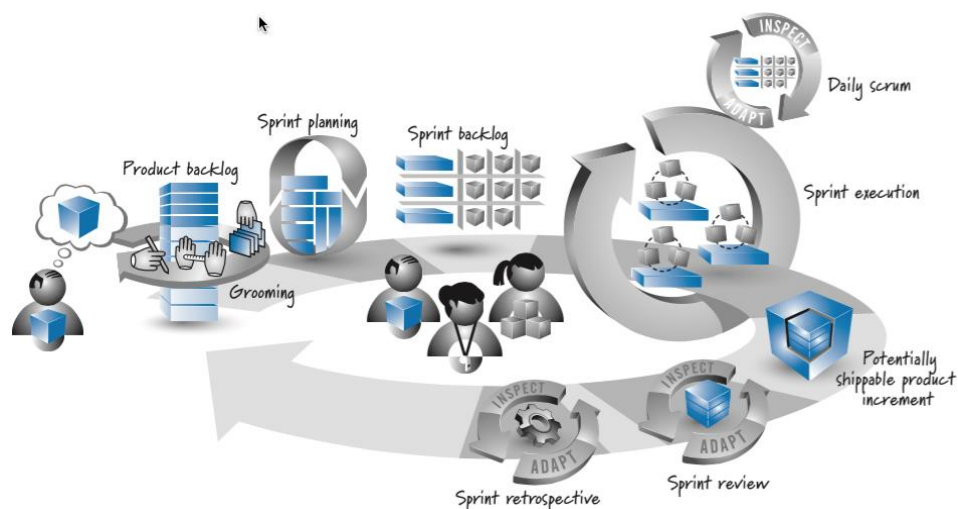 INSPECT
ADAPT
Daily scrum
Sprint planning
Sprint backlog
Product backlog
Sprint execution
Grooming
Potentially
shippable product
increment
INSPECT
ADAPT
Sprint review
INSPECT
ADAPT
Sprint retrospective